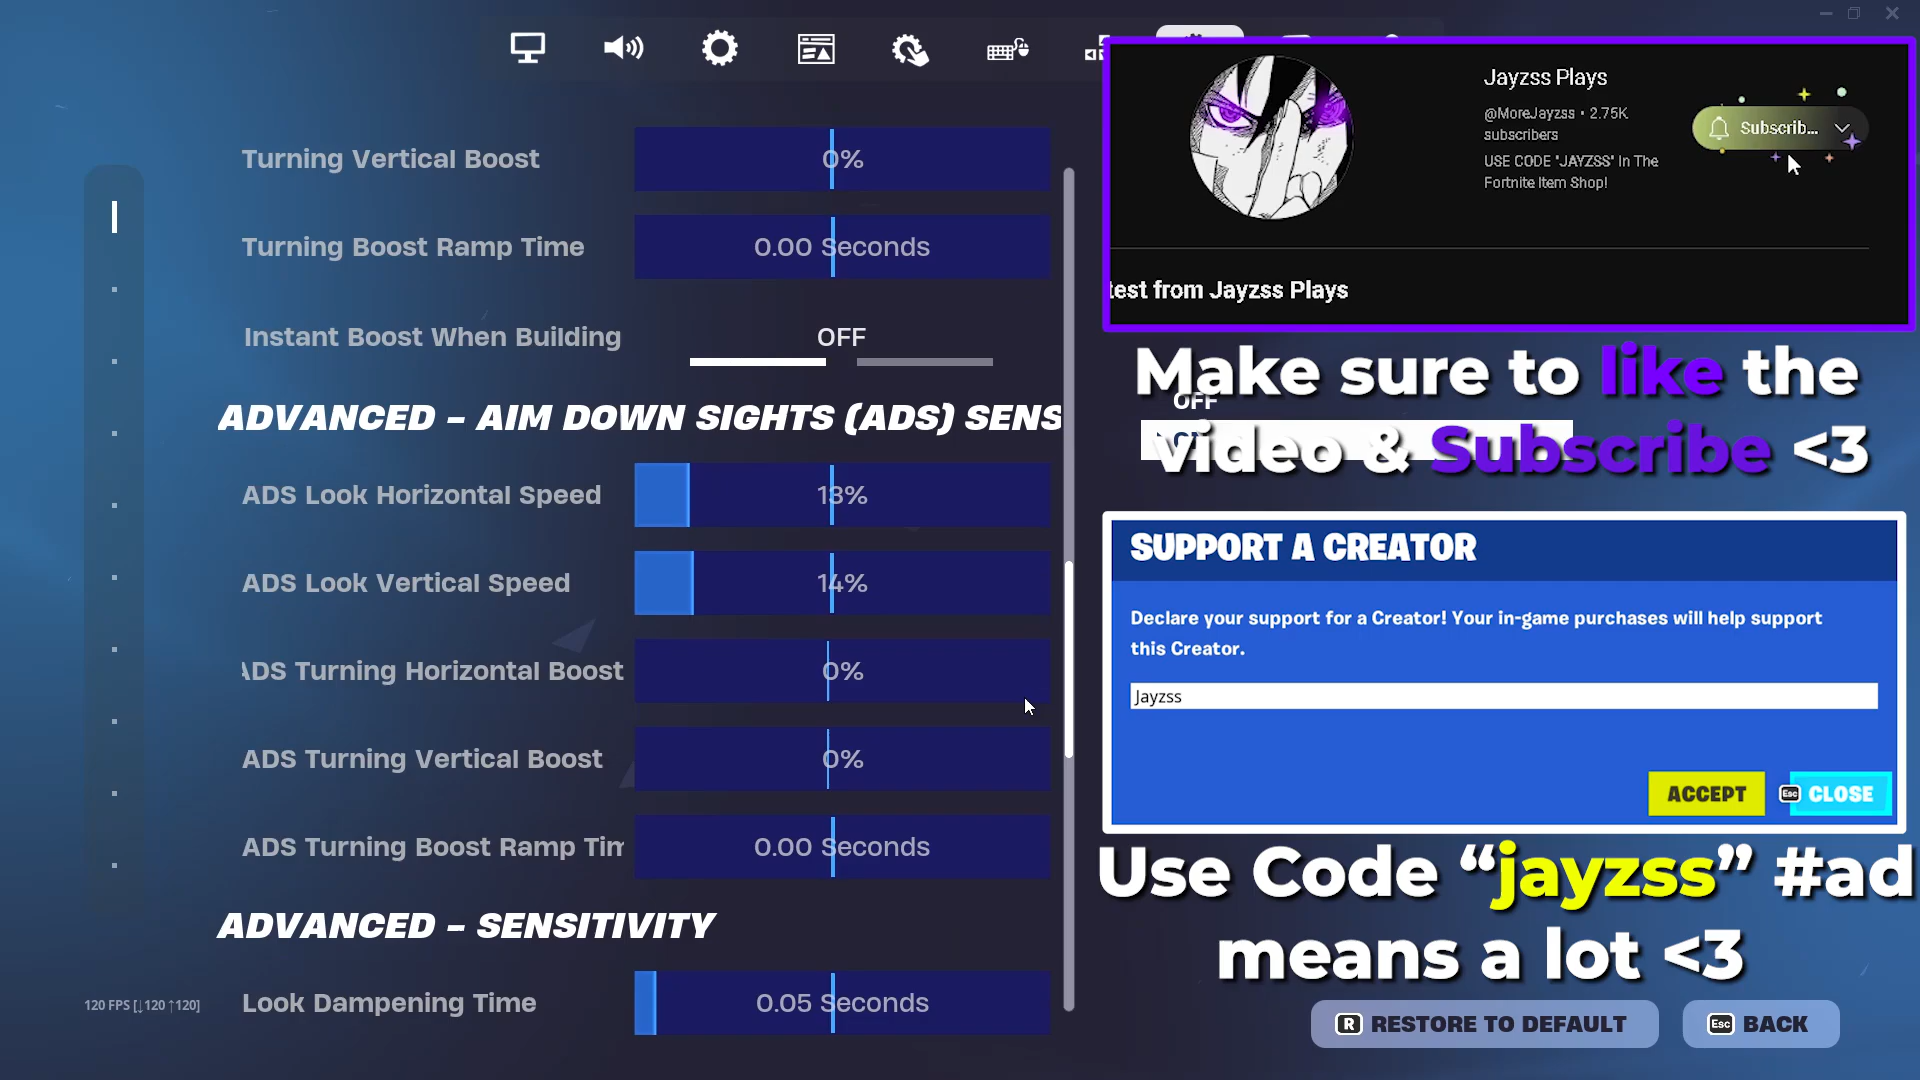 Turning Vertical Boost 0%
Turning Boost Ramp Time 0.00 Seconds
Instant Boost When Building OFF
ADVANCED - AIM DOWN SIGHTS (ADS) SENS
ADS Look Horizontal Speed 13%
ADS Look Vertical Speed 14%
ADS Turning Horizontal Boost 0%
ADS Turning Vertical Boost 0%
ADS Turning Boost Ramp Tim 0.00 Seconds
ADVANCED - SENSITIVITY
Look Dampening Time 0.05 Seconds
120 FPS [↓120 ↑120]
Jayzss Plays
@MoreJayzss • 2.75K
subscribers
USE CODE "JAYZSS" In The
Fortnite Item Shop!
Subscrib...
test from Jayzss Plays
Make sure to like the
OFF
video & Subscribe <3
SUPPORT A CREATOR
Declare your support for a Creator! Your in-game purchases will help support
this Creator.
Jayzss
ACCEPT
Esc CLOSE
Use Code “jayzss” #ad
means a lot <3
R RESTORE TO DEFAULT
Esc BACK